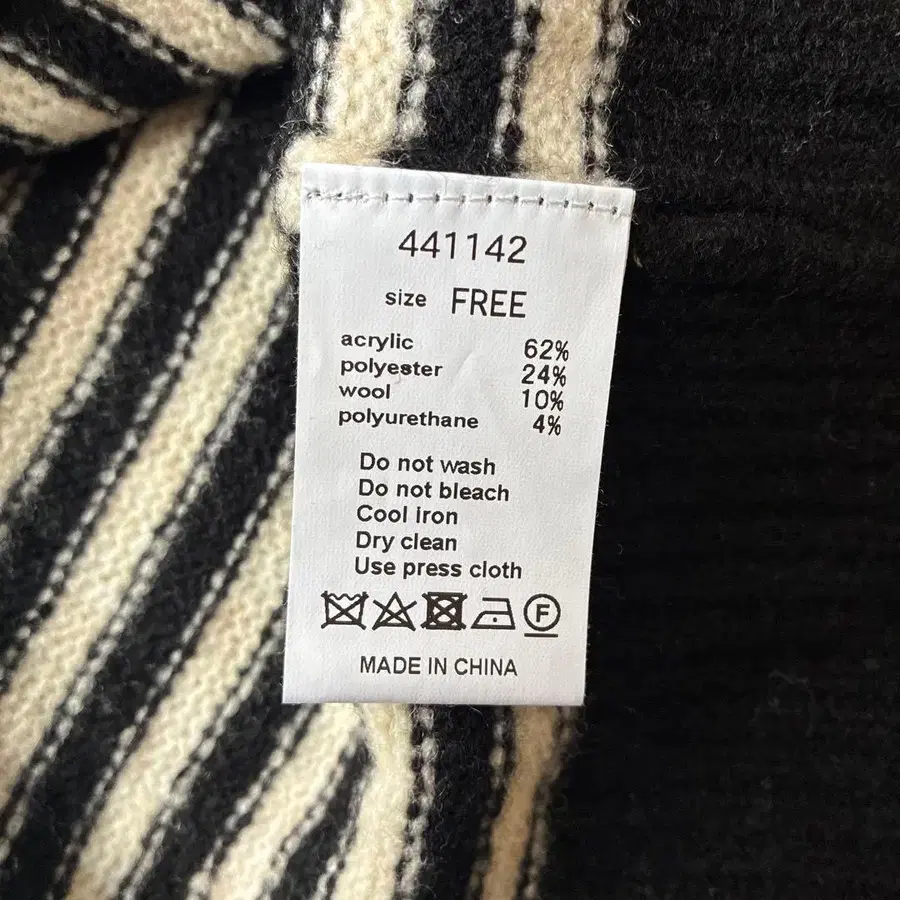 441142
size FREE
acrylic 62%
polyester 24%
wool 10%
polyurethane 4%
Do not wash
Do not bleach
Cool iron
Dry clean
Use press cloth
F
MADE IN CHINA